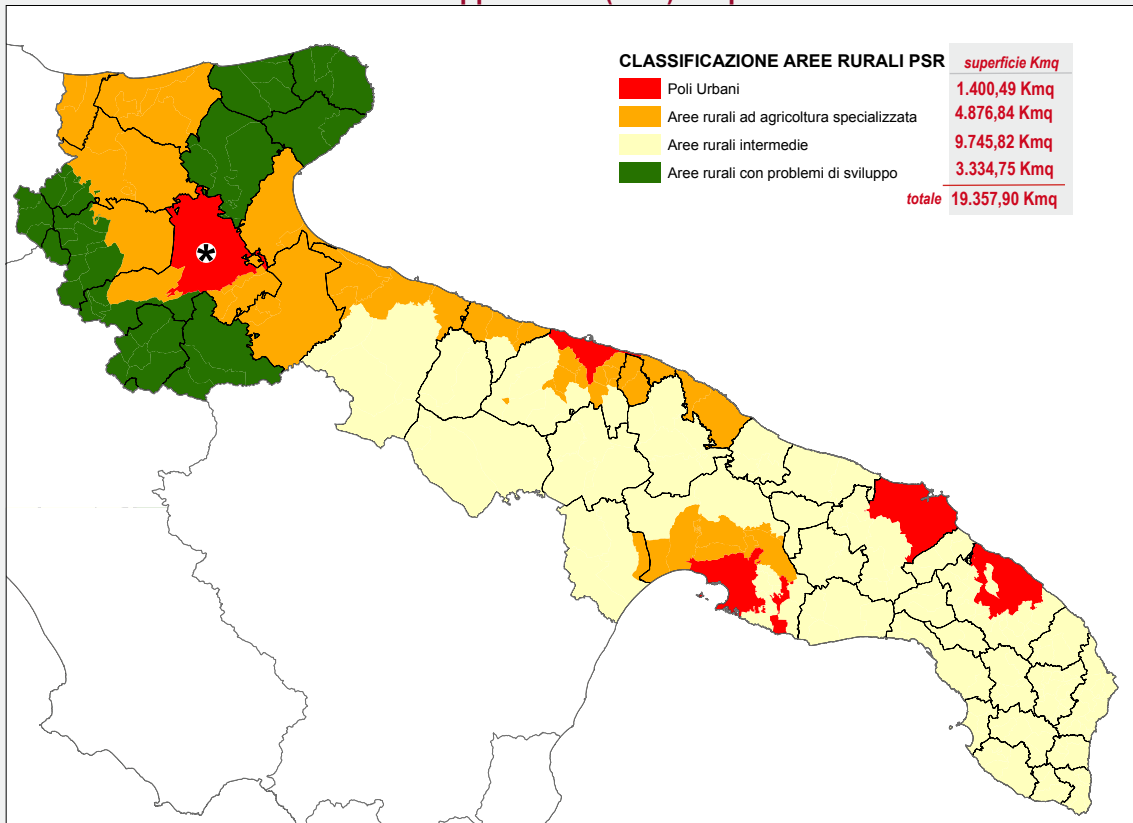 CLASSIFICAZIONE AREE RURALI PSR superficie Kmq
Poli Urbani 1.400,49 Kmq
Aree rurali ad agricoltura specializzata 4.876,84 Kmq
Aree rurali intermedie 9.745,82 Kmq
Aree rurali con problemi di sviluppo 3.334,75 Kmq
totale 19.357,90 Kmq
*